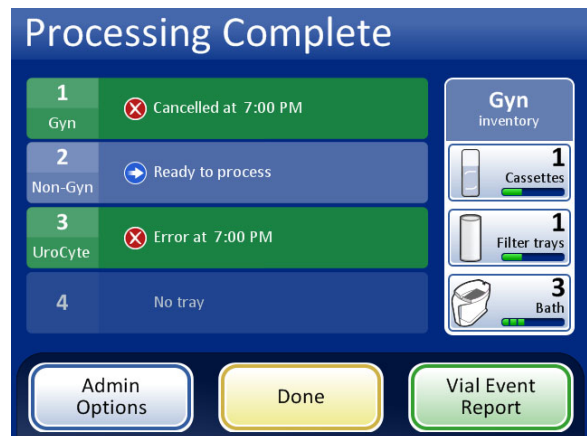 Processing Complete
1
Gyn
Cancelled at 7:00 PM
2
Non-Gyn
Ready to process
3
UroCyte
Error at 7:00 PM
4
No tray
Gyn
inventory
1
Cassettes
1
Filter trays
3
Bath
Admin
Options
Done
Vial Event
Report